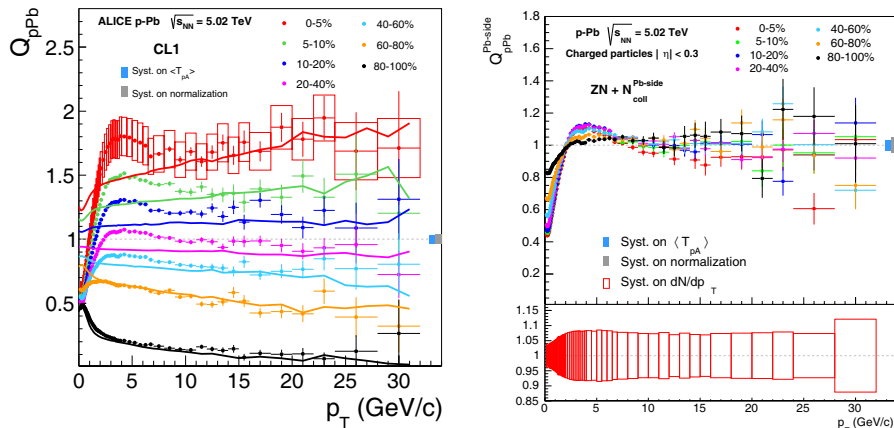 Q_pPb
ALICE p-Pb √s_NN = 5.02 TeV
CL1
Syst. on <T_pA>
Syst. on normalization
0-5%
5-10%
10-20%
20-40%
40-60%
60-80%
80-100%
2.5
2
1.5
1
0.5
0 5 10 15 20 25 30
p_T (GeV/c)
Q_pPb^Pb-side
p-Pb √s_NN = 5.02 TeV
Charged particles | η| < 0.3
ZN + N_coll^Pb-side
0-5%
5-10%
10-20%
20-40%
40-60%
60-80%
80-100%
1.8
1.6
1.4
1.2
1
0.8
0.6
0.4
0.2
Syst. on ⟨T_pA⟩
Syst. on normalization
Syst. on dN/dp_T
1.15
1.1
1.05
1.00
0.95
0.90
0.85
0 5 10 15 20 25 30
(GeV/c)